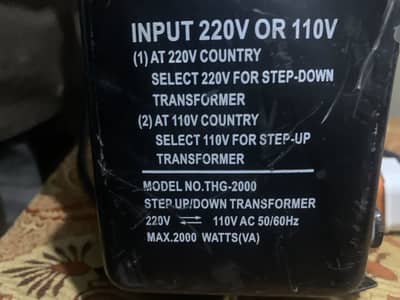 INPUT 220V OR 110V
(1) AT 220V COUNTRY
SELECT 220V FOR STEP-DOWN
TRANSFORMER
(2) AT 110V COUNTRY
SELECT 110V FOR STEP-UP
TRANSFORMER
MODEL NO.THG-2000
STEP UP/DOWN TRANSFORMER
220V ⇄ 110V AC 50/60Hz
MAX.2000 WATTS(VA)